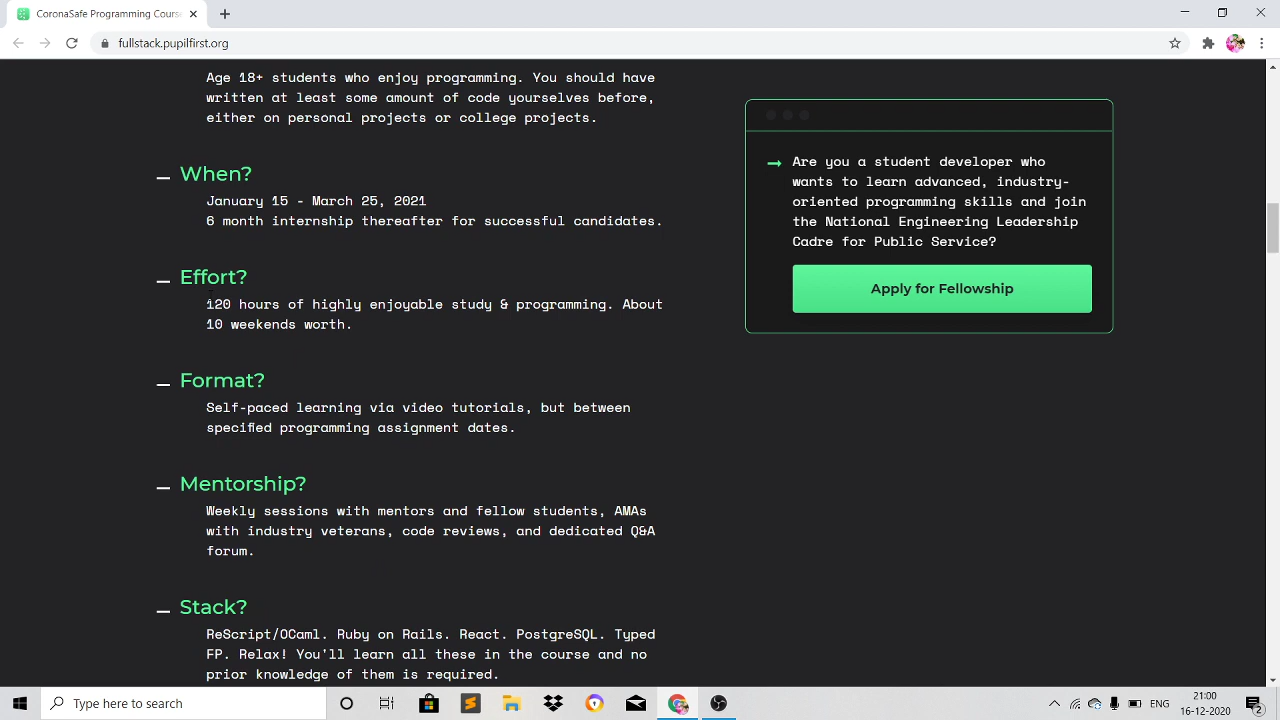 CoronaSafe Programming Cours
fullstack.pupilfirst.org
Age 18+ students who enjoy programming. You should have
written at least some amount of code yourselves before,
either on personal projects or college projects.
When?
January 15 - March 25, 2021
6 month internship thereafter for successful candidates.
Effort?
120 hours of highly enjoyable study & programming. About
10 weekends worth.
Format?
Self-paced learning via video tutorials, but between
specified programming assignment dates.
Mentorship?
Weekly sessions with mentors and fellow students, AMAs
with industry veterans, code reviews, and dedicated Q&A
forum.
Stack?
ReScript/OCaml. Ruby on Rails. React. PostgreSQL. Typed
FP. Relax! You'll learn all these in the course and no
prior knowledge of them is required.
Are you a student developer who
wants to learn advanced, industry-
oriented programming skills and join
the National Engineering Leadership
Cadre for Public Service?
Apply for Fellowship
Type here to search
ENG
21:00
16-12-2020
2